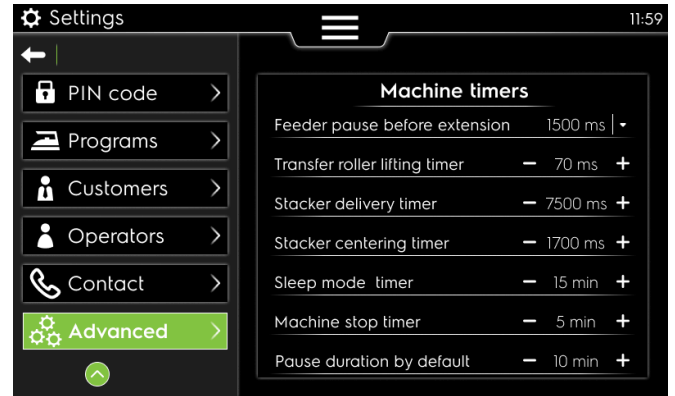 Settings
11:59
PIN code
Programs
Customers
Operators
Contact
Advanced
Machine timers
Feeder pause before extension 1500 ms
Transfer roller lifting timer − 70 ms +
Stacker delivery timer − 7500 ms +
Stacker centering timer − 1700 ms +
Sleep mode timer − 15 min +
Machine stop timer − 5 min +
Pause duration by default − 10 min +